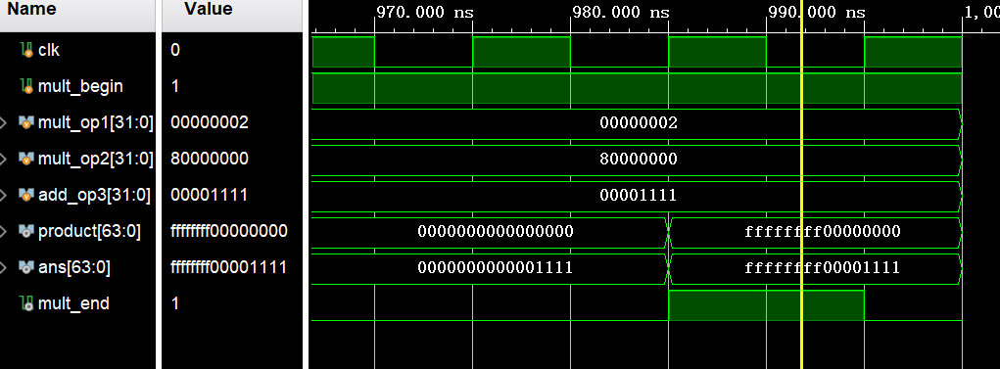 Name Value 970.000 ns 980.000 ns 990.000 ns 1,00
clk 0
mult_begin 1
mult_op1[31:0] 00000002 00000002
mult_op2[31:0] 80000000 80000000
add_op3[31:0] 00001111 00001111
product[63:0] ffffffff00000000 0000000000000000 ffffffff00000000
ans[63:0] ffffffff00001111 0000000000001111 ffffffff00001111
mult_end 1